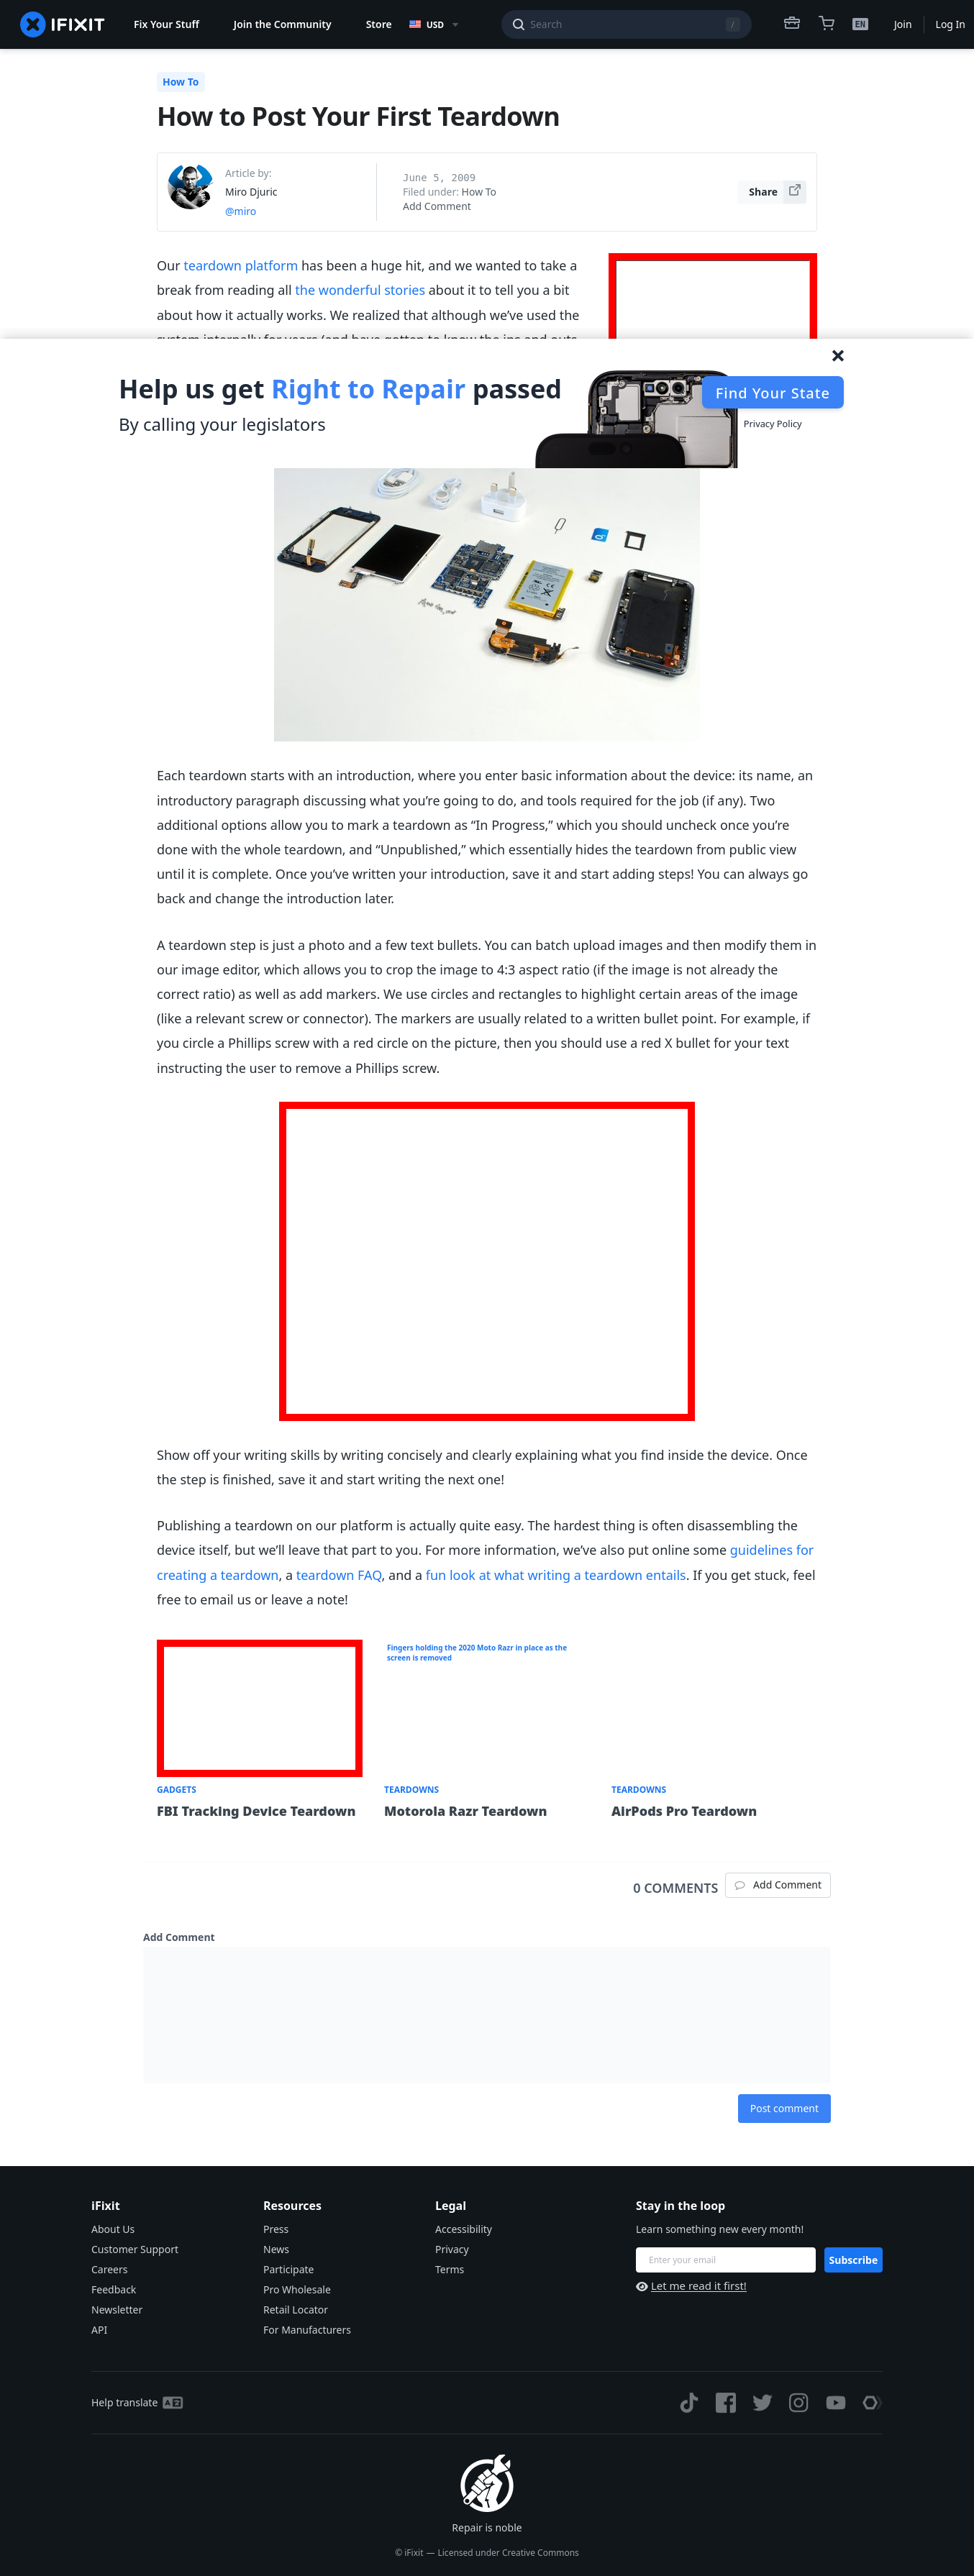 IFIXIT
Fix Your Stuff
Join the Community
Store
USD
Search
/
EN
Join
Log In
How To
How to Post Your First Teardown
Article by:
Miro Djuric
@miro
June 5, 2009
Filed under: How To
Add Comment
Share
Our teardown platform has been a huge hit, and we wanted to take a
break from reading all the wonderful stories about it to tell you a bit
about how it actually works. We realized that although we’ve used the
Help us get Right to Repair passed
By calling your legislators
Find Your State
Privacy Policy
Each teardown starts with an introduction, where you enter basic information about the device: its name, an
introductory paragraph discussing what you’re going to do, and tools required for the job (if any). Two
additional options allow you to mark a teardown as “In Progress,” which you should uncheck once you’re
done with the whole teardown, and “Unpublished,” which essentially hides the teardown from public view
until it is complete. Once you’ve written your introduction, save it and start adding steps! You can always go
back and change the introduction later.
A teardown step is just a photo and a few text bullets. You can batch upload images and then modify them in
our image editor, which allows you to crop the image to 4:3 aspect ratio (if the image is not already the
correct ratio) as well as add markers. We use circles and rectangles to highlight certain areas of the image
(like a relevant screw or connector). The markers are usually related to a written bullet point. For example, if
you circle a Phillips screw with a red circle on the picture, then you should use a red X bullet for your text
instructing the user to remove a Phillips screw.
Show off your writing skills by writing concisely and clearly explaining what you find inside the device. Once
the step is finished, save it and start writing the next one!
Publishing a teardown on our platform is actually quite easy. The hardest thing is often disassembling the
device itself, but we’ll leave that part to you. For more information, we’ve also put online some guidelines for
creating a teardown, a teardown FAQ, and a fun look at what writing a teardown entails. If you get stuck, feel
free to email us or leave a note!
Fingers holding the 2020 Moto Razr in place as the
screen is removed
GADGETS
FBI Tracking Device Teardown
TEARDOWNS
Motorola Razr Teardown
TEARDOWNS
AirPods Pro Teardown
0 COMMENTS
Add Comment
Add Comment
Post comment
iFixit
About Us
Customer Support
Careers
Feedback
Newsletter
API
Resources
Press
News
Participate
Pro Wholesale
Retail Locator
For Manufacturers
Legal
Accessibility
Privacy
Terms
Stay in the loop
Learn something new every month!
Enter your email
Subscribe
Let me read it first!
Help translate
Repair is noble
© iFixit — Licensed under Creative Commons